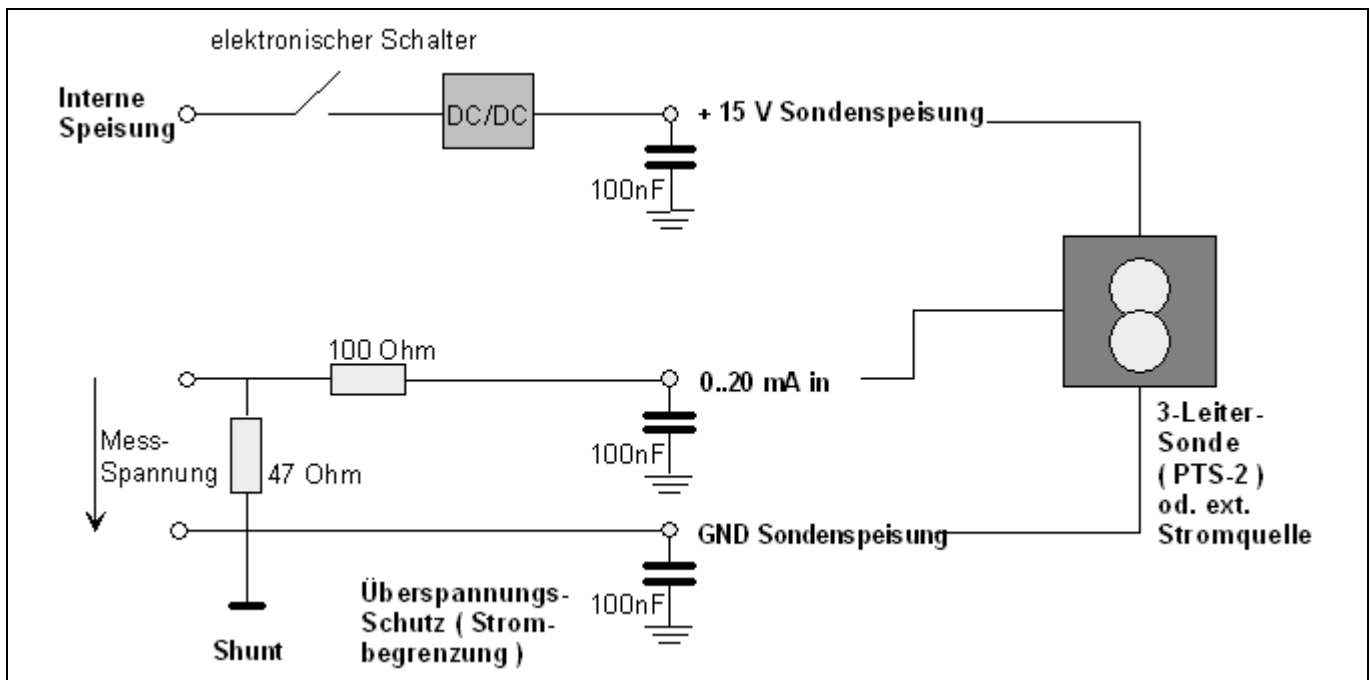 elektronischer Schalter
Interne
Speisung
DC/DC
+ 15 V Sondenspeisung
100nF
100 Ohm
0..20 mA in
Mess-
Spannung
47 Ohm
100nF
3-Leiter-
Sonde
( PTS-2 )
od. ext.
Stromquelle
GND Sondenspeisung
Überspannungs-
Schutz ( Strom-
begrenzung )
100nF
Shunt